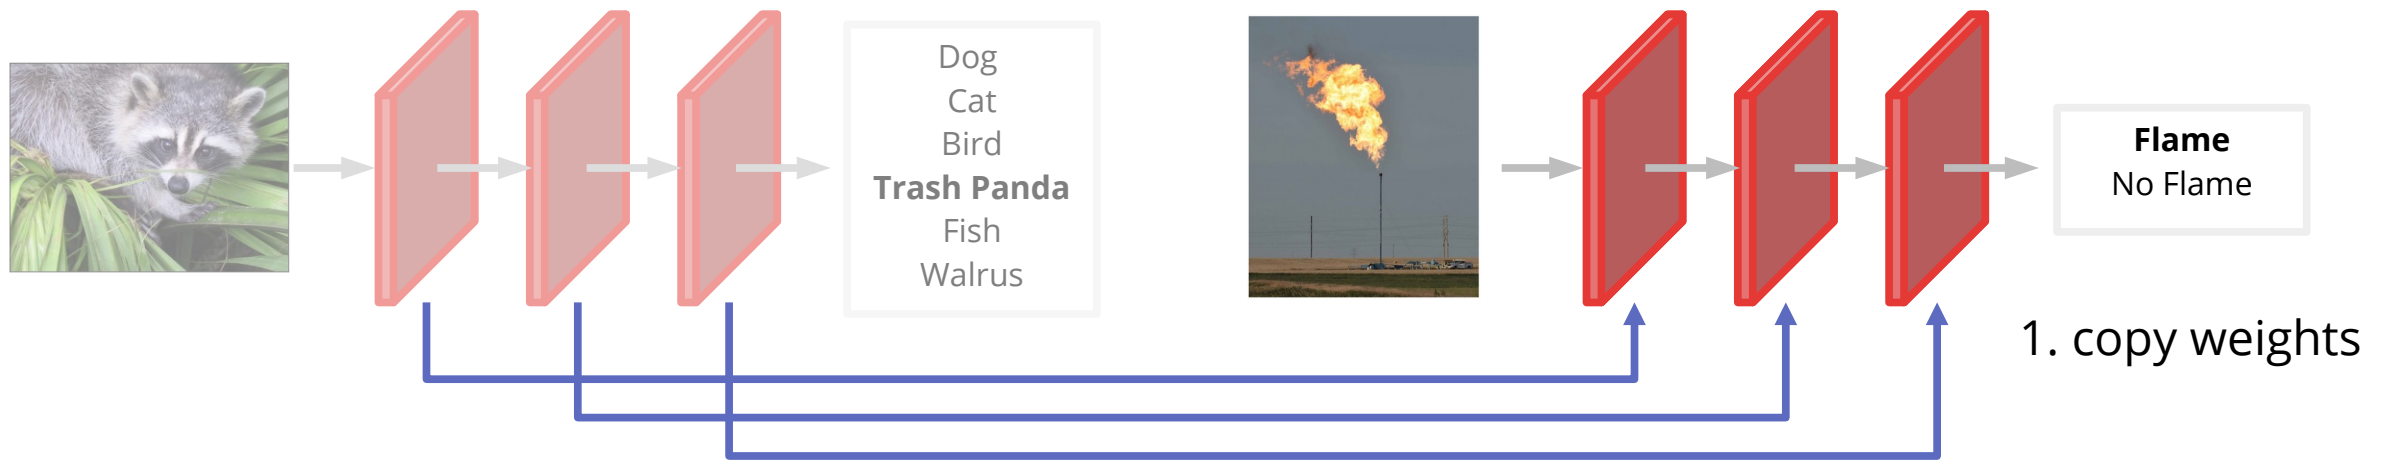 Dog
Cat
Bird
Trash Panda
Fish
Walrus
Flame
No Flame
1. copy weights